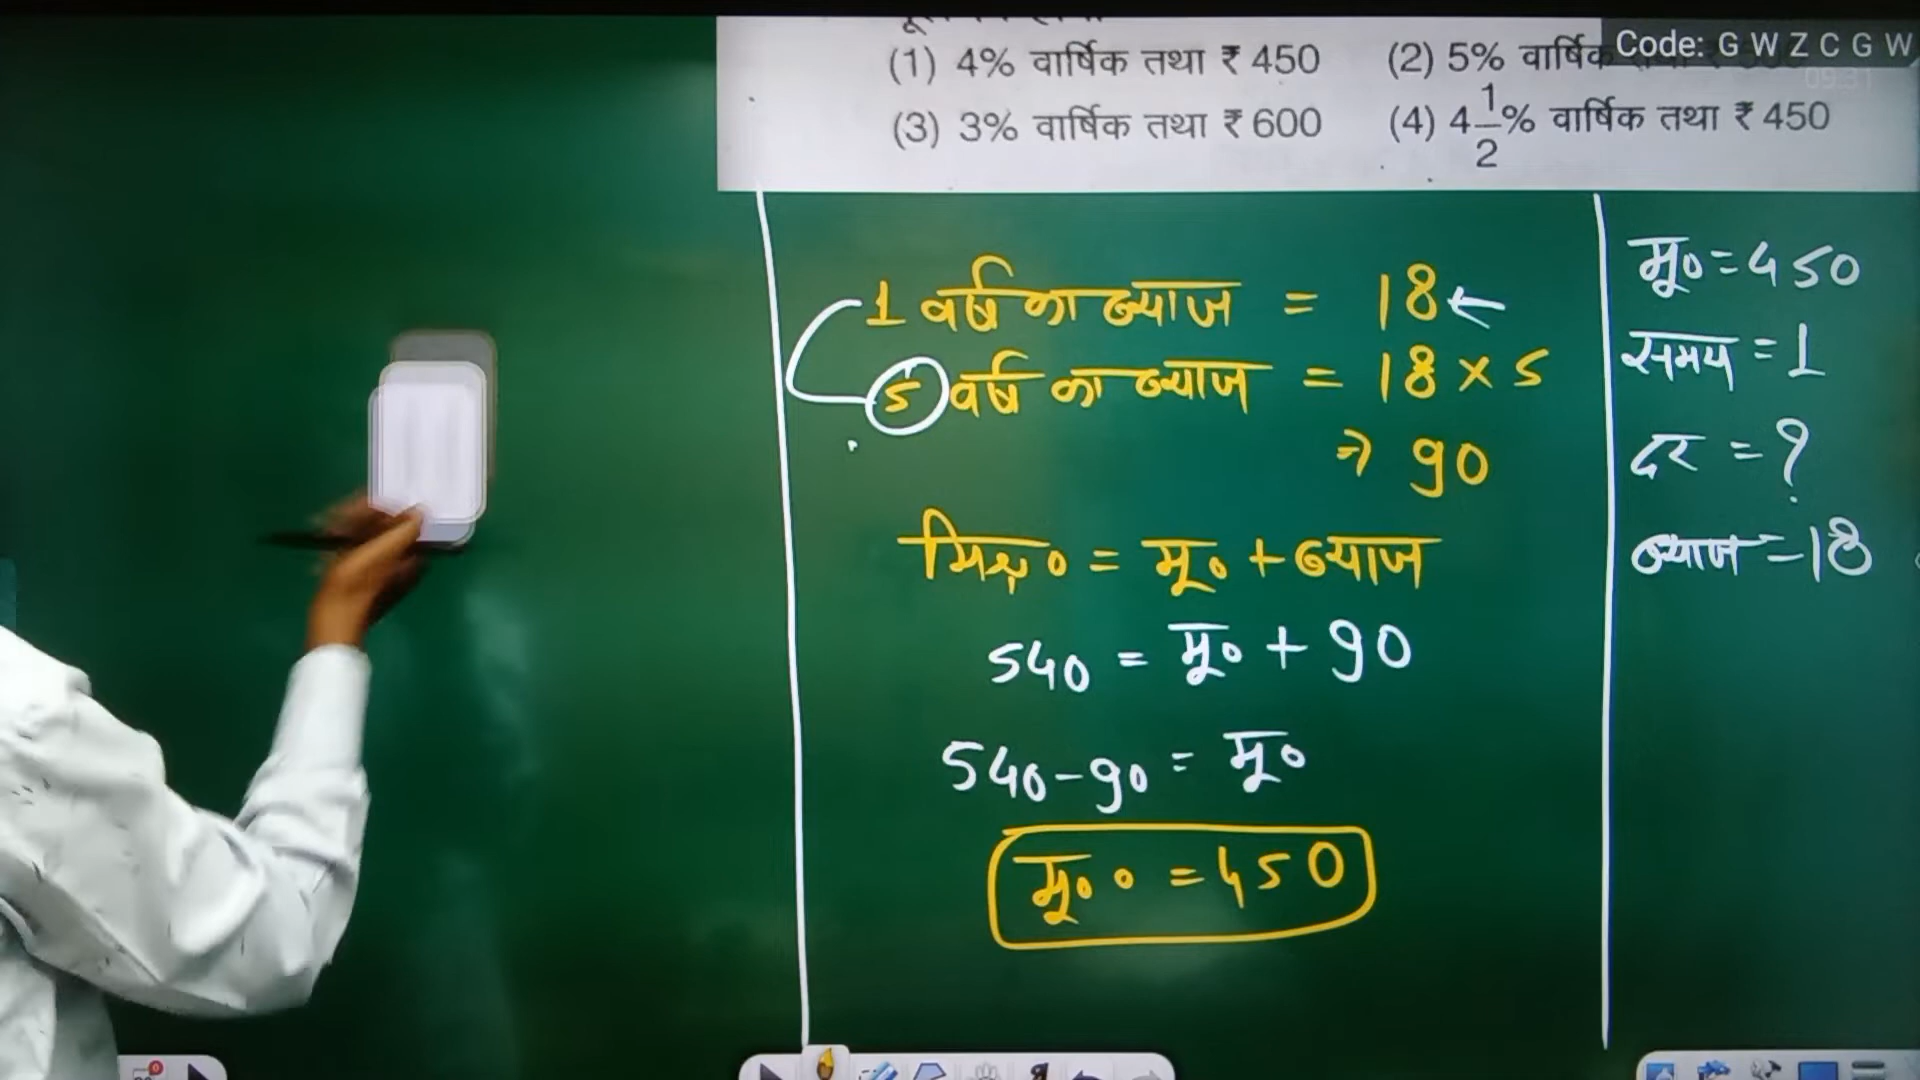 (1) 4% वार्षिक तथा ₹ 450 (2) 5% वार्षिक
(3) 3% वार्षिक तथा ₹ 600 (4) 4 1/2% वार्षिक तथा ₹ 450
Code: G W Z C G W
1 वर्ष का ब्याज = 18 ←
5 वर्ष का ब्याज = 18 × 5
⇒ 90
मिश्र० = मू० + ब्याज
540 = मू० + 90
540 - 90 = मू०
मू० ० = 450
मू० = 450
समय = 1
दर = ?
ब्याज = 18